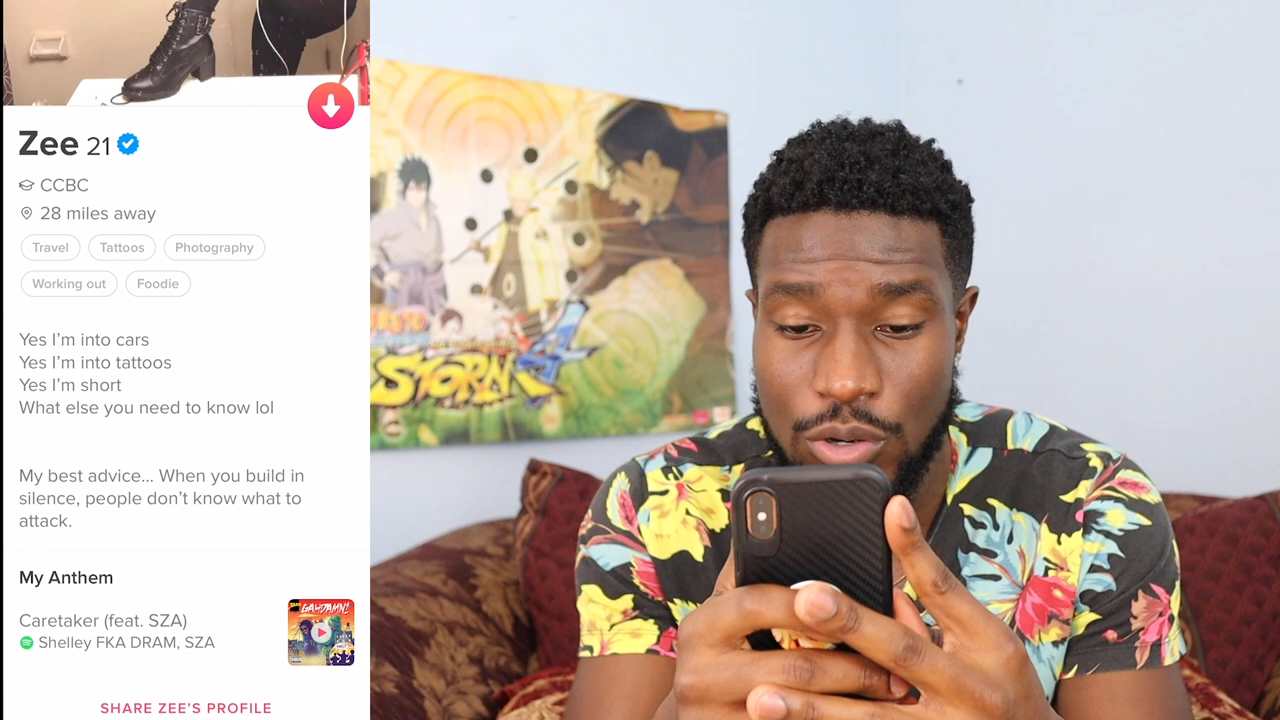 Zee 21
CCBC
28 miles away
Travel
Tattoos
Photography
Working out
Foodie
Yes I’m into cars
Yes I’m into tattoos
Yes I’m short
What else you need to know lol
My best advice... When you build in
silence, people don’t know what to
attack.
My Anthem
Caretaker (feat. SZA)
Shelley FKA DRAM, SZA
GAHDAMN!
SHARE ZEE’S PROFILE
STORM 4